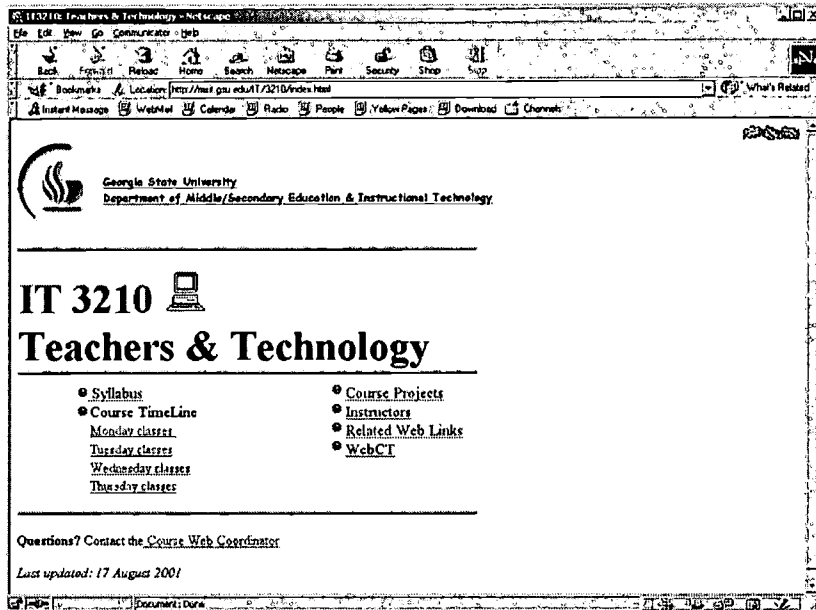 IT3210: Teachers & Technology - Netscape
File Edit View Go Communicator Help
Back Forward Reload Home Search Netscape Print Security Shop Stop
Bookmarks Location: http://msit.gsu.edu/IT/3210/index.html What's Related
Instant Message WebMail Calendar Radio People Yellow Pages Download Channels
Georgia State University
Department of Middle/Secondary Education & Instructional Technology
IT 3210
Teachers & Technology
Syllabus
Course TimeLine
Monday classes
Tuesday classes
Wednesday classes
Thursday classes
Course Projects
Instructors
Related Web Links
WebCT
Questions? Contact the Course Web Coordinator
Last updated: 17 August 2001
Document: Done